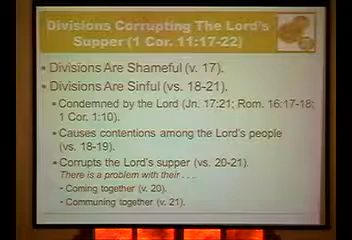 Divisions Corrupting The Lord's
Supper (1 Cor. 11:17-22)
Divisions Are Shameful (v. 17).
Divisions Are Sinful (vs. 18-21).
Condemned by the Lord (Jn. 17:21; Rom. 16:17-18;
1 Cor. 1:10).
Causes contentions among the Lord's people
(vs. 18-19).
Corrupts the Lord's supper (vs. 20-21).
There is a problem with their . . .
Coming together (v. 20).
Communing together (v. 21).